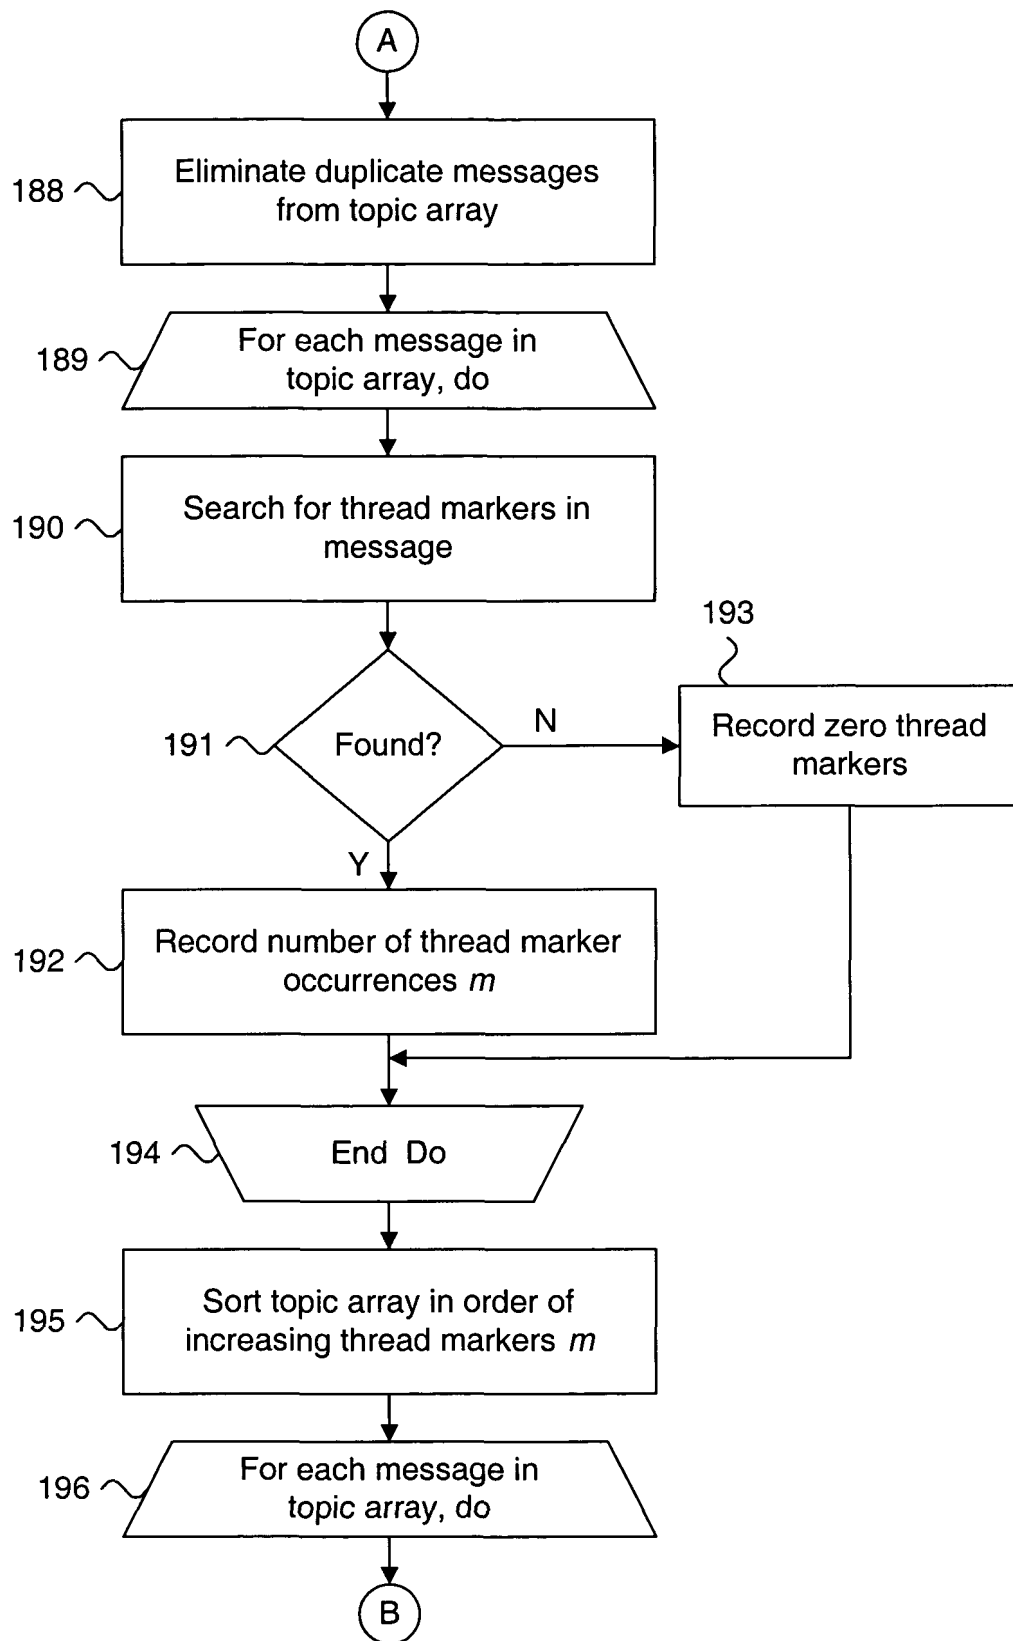 A
188
Eliminate duplicate messages
from topic array
189
For each message in
topic array, do
190
Search for thread markers in
message
193
191
Found?
N
Record zero thread
markers
Y
192
Record number of thread marker
occurrences m
194
End Do
195
Sort topic array in order of
increasing thread markers m
196
For each message in
topic array, do
B